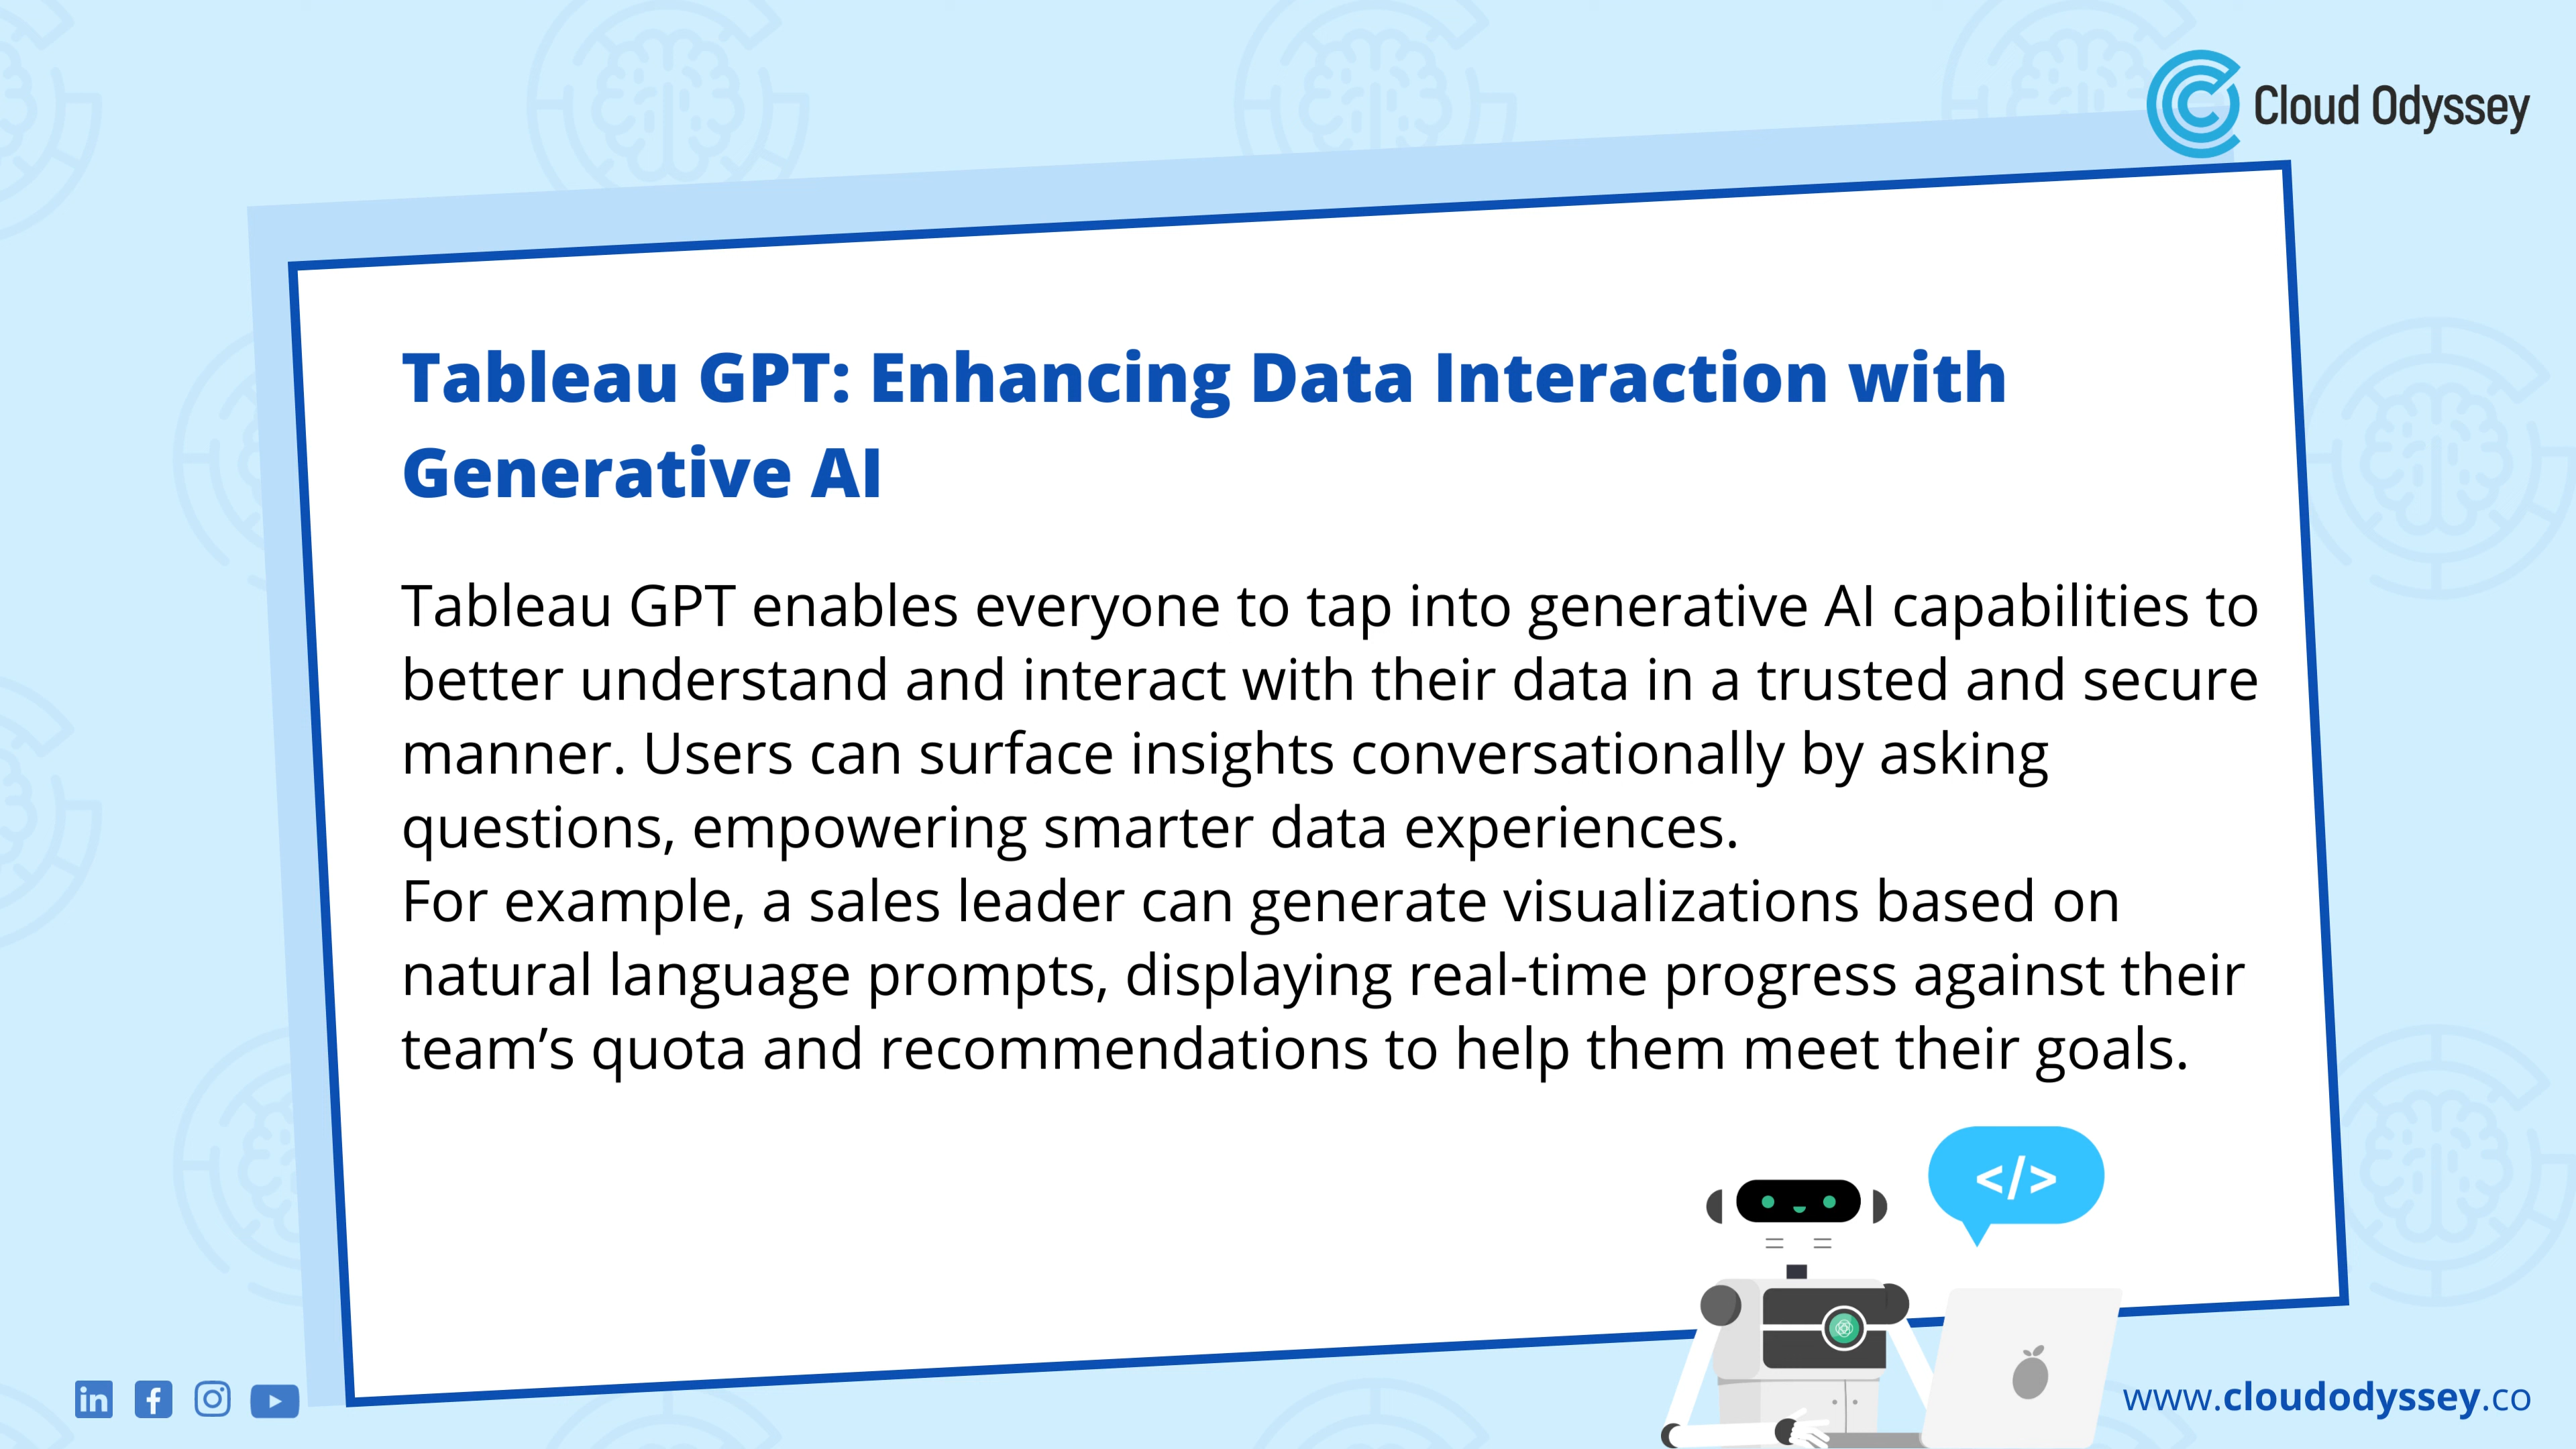 Cloud Odyssey
Tableau GPT: Enhancing Data Interaction with
Generative AI
Tableau GPT enables everyone to tap into generative AI capabilities to
better understand and interact with their data in a trusted and secure
manner. Users can surface insights conversationally by asking
questions, empowering smarter data experiences.
For example, a sales leader can generate visualizations based on
natural language prompts, displaying real-time progress against their
team’s quota and recommendations to help them meet their goals.
</>
in
f
www.cloudodyssey.co